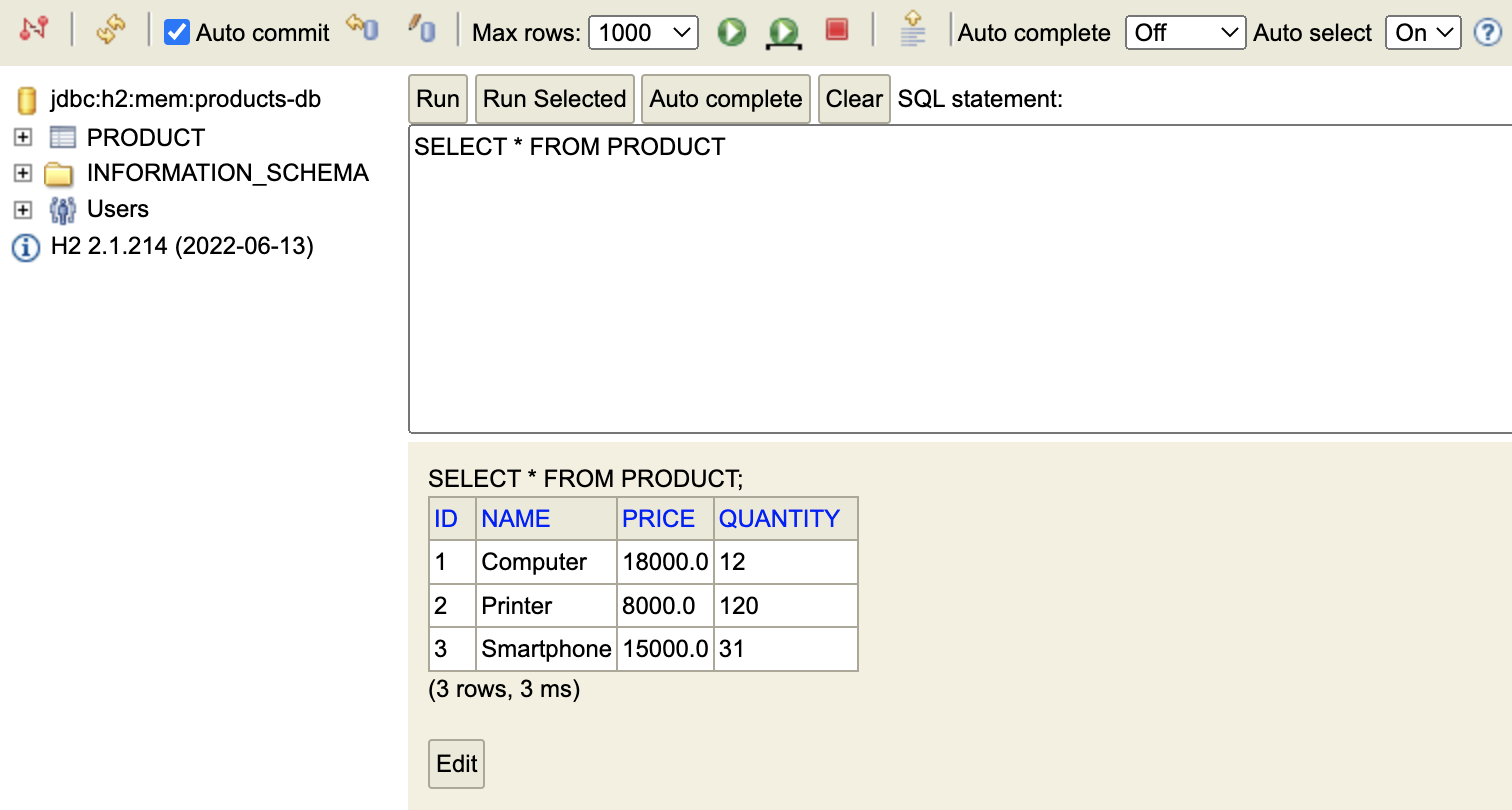 Auto commit Max rows: 1000 Auto complete Off Auto select On ?
jdbc:h2:mem:products-db
PRODUCT
INFORMATION_SCHEMA
Users
H2 2.1.214 (2022-06-13)
Run Run Selected Auto complete Clear SQL statement:
SELECT * FROM PRODUCT
SELECT * FROM PRODUCT;
ID NAME PRICE QUANTITY
1 Computer 18000.0 12
2 Printer 8000.0 120
3 Smartphone 15000.0 31
(3 rows, 3 ms)
Edit